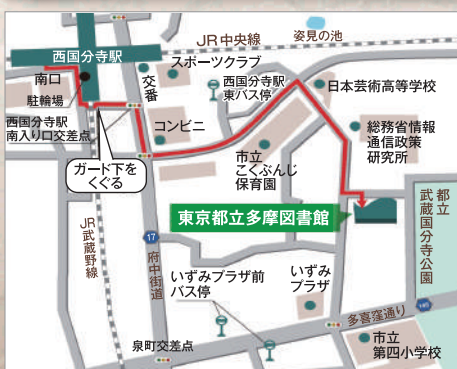 姿見の池
JR中央線
西国分寺駅
スポーツクラブ
交番
西国分寺駅
東バス停
日本芸術高等学校
南口
駐輪場
西国分寺駅
南入り口交差点
コンビニ
総務省情報
通信政策
研究所
市立
こくぶんじ
保育園
ガード下を
くぐる
東京都立多摩図書館
都立
武蔵国分寺公園
JR武蔵野線
17
府中街道
いずみプラザ前
バス停
いずみ
プラザ
多喜窪通り
145
泉町交差点
市立
第四小学校